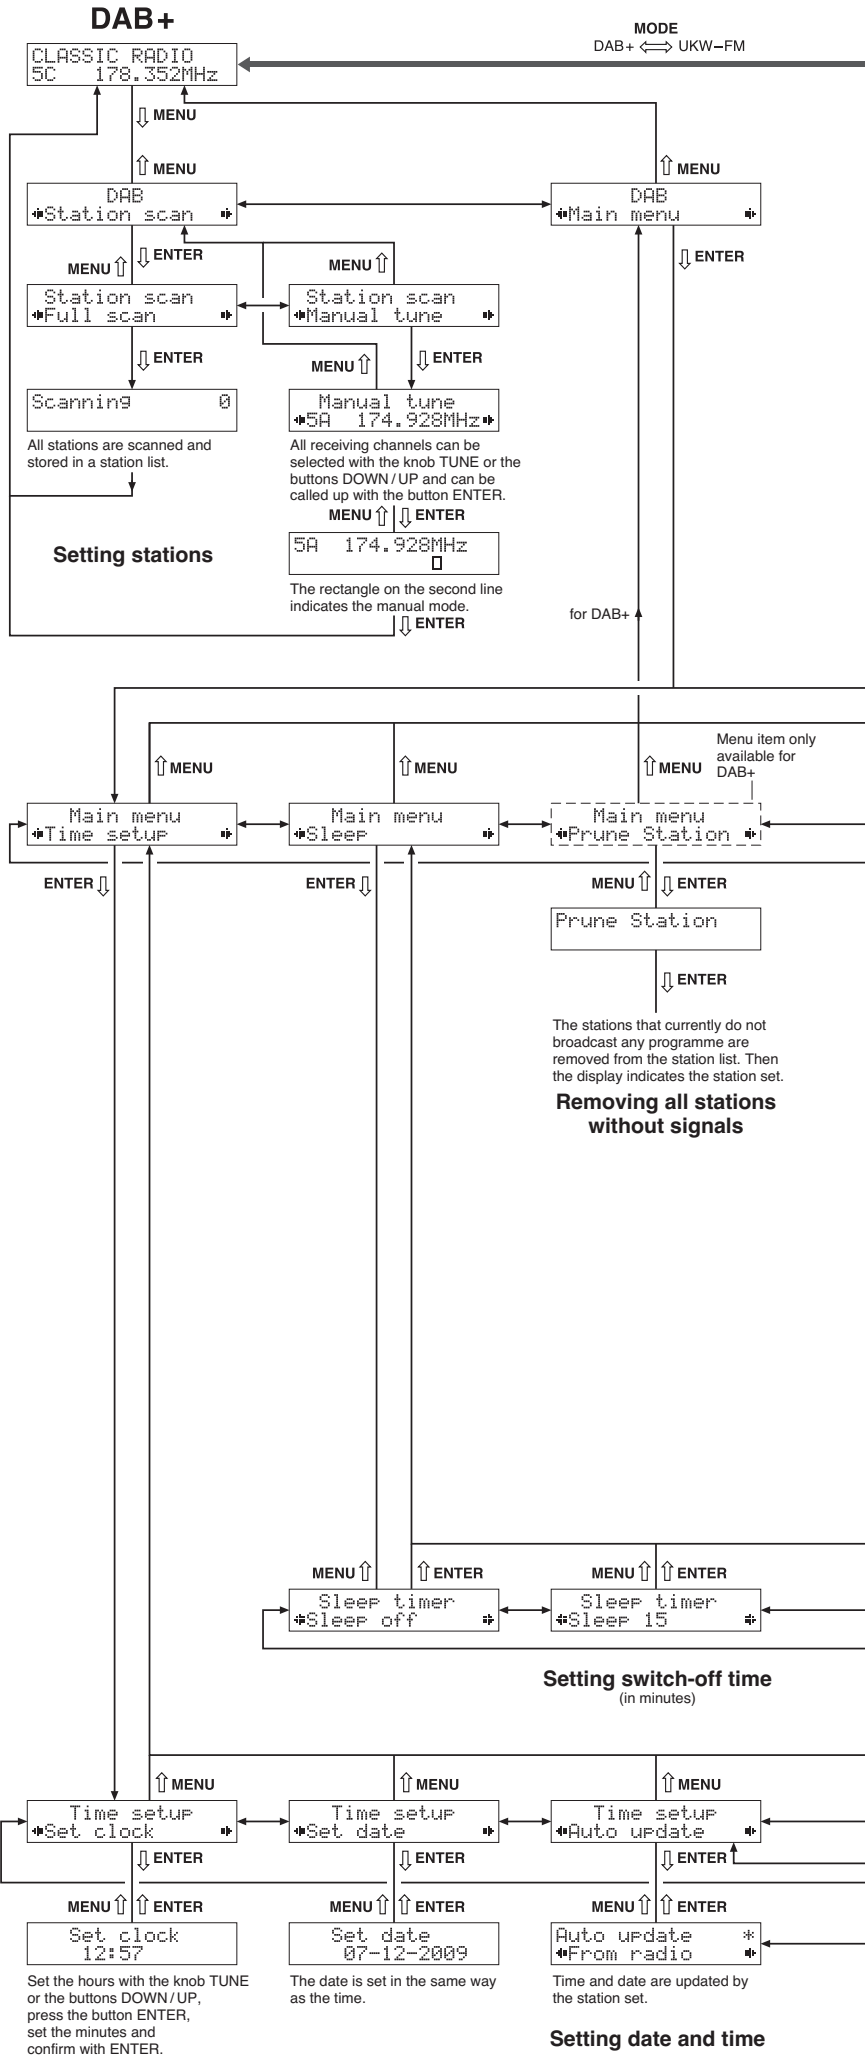 DAB+
MODE
DAB+ ⟺ UKW–FM
CLASSIC RADIO
5C 178.352MHz
MENU
MENU
MENU
DAB
Station scan
DAB
Main menu
MENU
ENTER
MENU
ENTER
Station scan
Full scan
Station scan
Manual tune
ENTER
MENU
ENTER
Scanning 0
Manual tune
5A 174.928MHz
All stations are scanned and
stored in a station list.
All receiving channels can be
selected with the knob TUNE or the
buttons DOWN / UP and can be
called up with the button ENTER.
MENU
ENTER
Setting stations
5A 174.928MHz
The rectangle on the second line
indicates the manual mode.
ENTER
for DAB+
Menu item only
available for
DAB+
MENU
MENU
MENU
Main menu
Time setup
Main menu
Sleep
Main menu
Prune Station
ENTER
ENTER
MENU
ENTER
Prune Station
ENTER
The stations that currently do not
broadcast any programme are
removed from the station list. Then
the display indicates the station set.
Removing all stations
without signals
MENU
ENTER
MENU
ENTER
Sleep timer
Sleep off
Sleep timer
Sleep 15
Setting switch-off time
(in minutes)
MENU
MENU
MENU
Time setup
Set clock
Time setup
Set date
Time setup
Auto update
ENTER
ENTER
ENTER
MENU
ENTER
MENU
ENTER
MENU
ENTER
Set clock
12:57
Set date
07-12-2009
Auto update *
From radio
Set the hours with the knob TUNE
or the buttons DOWN / UP,
press the button ENTER,
set the minutes and
confirm with ENTER.
The date is set in the same way
as the time.
Time and date are updated by
the station set.
Setting date and time